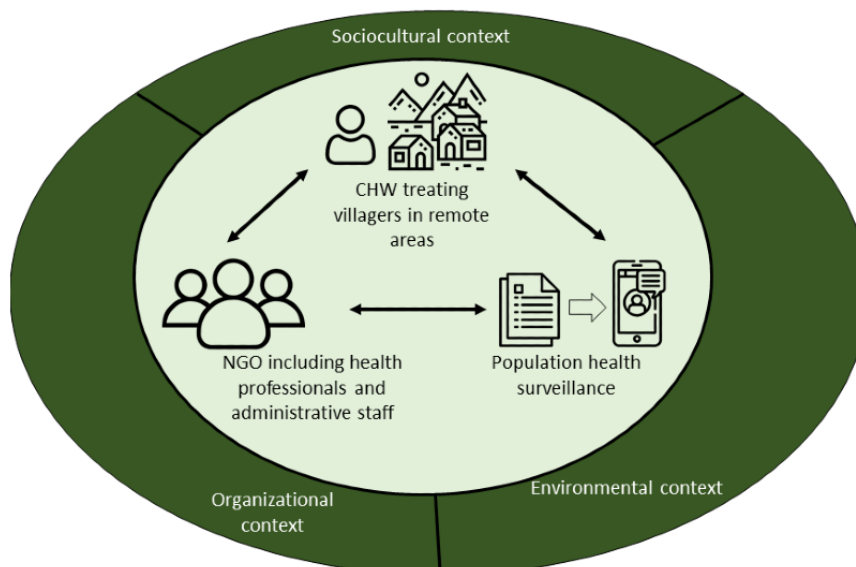 Sociocultural context
CHW treating
villagers in remote
areas
NGO including health
professionals and
administrative staff
Population health
surveillance
Organizational
context
Environmental context